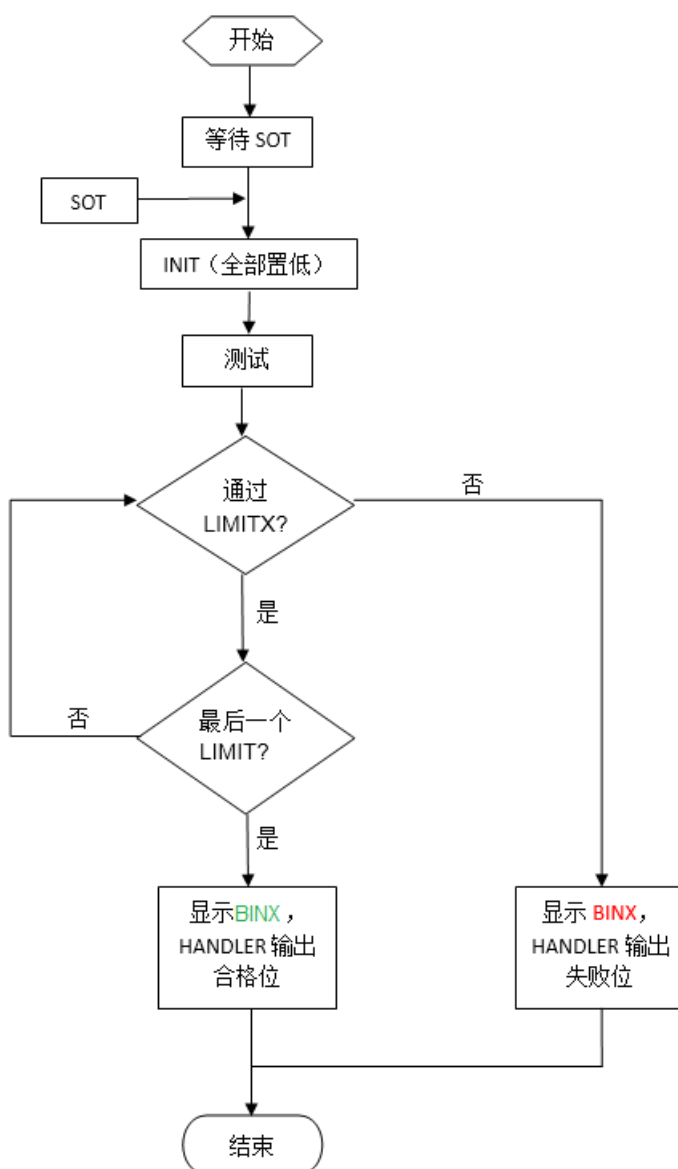 开始
等待 SOT
SOT
INIT（全部置低）
测试
通过
LIMITX?
否
是
最后一个
LIMIT?
否
是
显示BINX，
HANDLER 输出
合格位
显示 BINX，
HANDLER 输出
失败位
结束